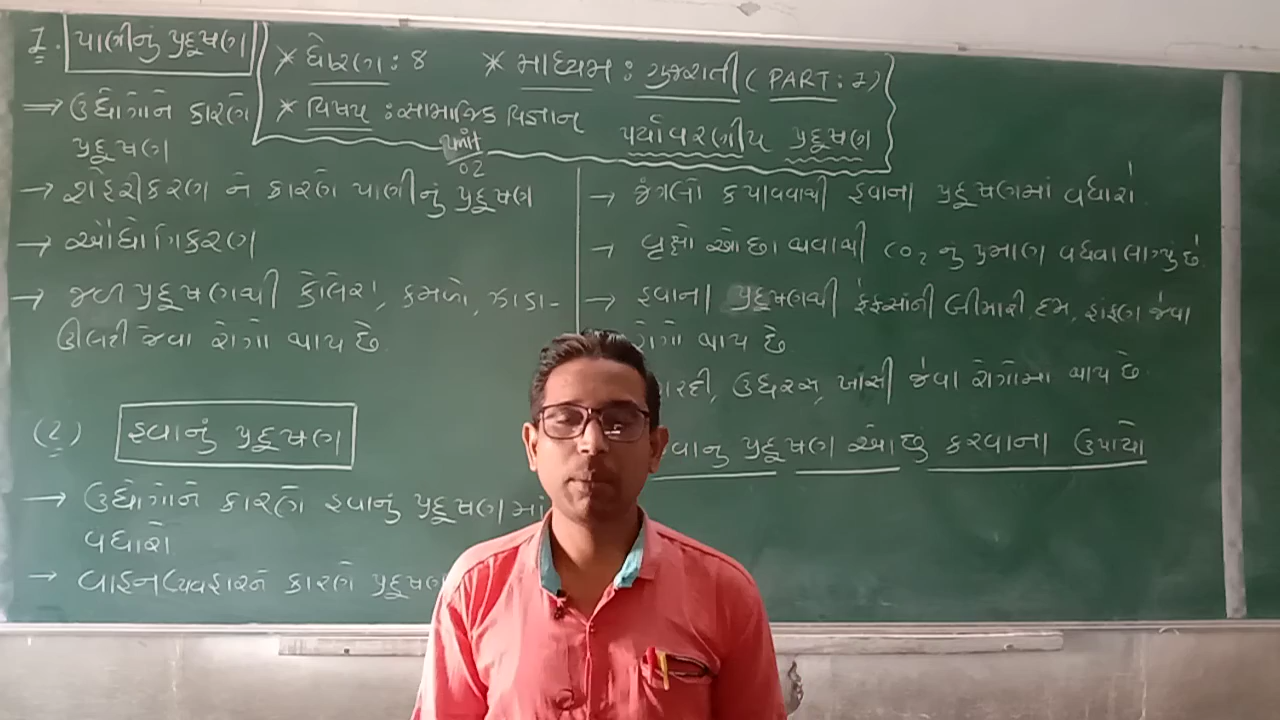 1. પાણીનું પ્રદૂષણ
* ધોરણ : ૪ * માધ્યમ : ગુજરાતી ( PART : 7 )
* વિષય : સામાજિક વિજ્ઞાન પર્યાવરણીય પ્રદૂષણ
unit
02
⇒ ઉદ્યોગોને કારણે
પ્રદૂષણ
→ શહેરીકરણ ને કારણે પાણીનું પ્રદૂષણ
→ ઔદ્યોગિકરણ
→ જળ પ્રદૂષણથી કોલેરા, કમળો, ઝાડા-
ઊલટી જેવા રોગો થાય છે.
(2) હવાનું પ્રદૂષણ
→ ઉદ્યોગોને કારણે હવાનું પ્રદૂષણમાં
વધારો
→ વાહનવ્યવહારને કારણે પ્રદૂષણ
→ જંગલો કપાવવાથી હવાના પ્રદૂષણમાં વધારો.
→ વૃક્ષો ઓછા થવાથી CO₂ નું પ્રમાણ વધવા લાગ્યું છે.
→ હવાના પ્રદૂષણથી ફેફસાંની બીમારી, દમ, હાંફણ જેવા
રોગો થાય છે.
શરદી, ઉધરસ, ખાંસી જેવા રોગોમા થાય છે.
હવાનુ પ્રદૂષણ ઓછું કરવાના ઉપાયો